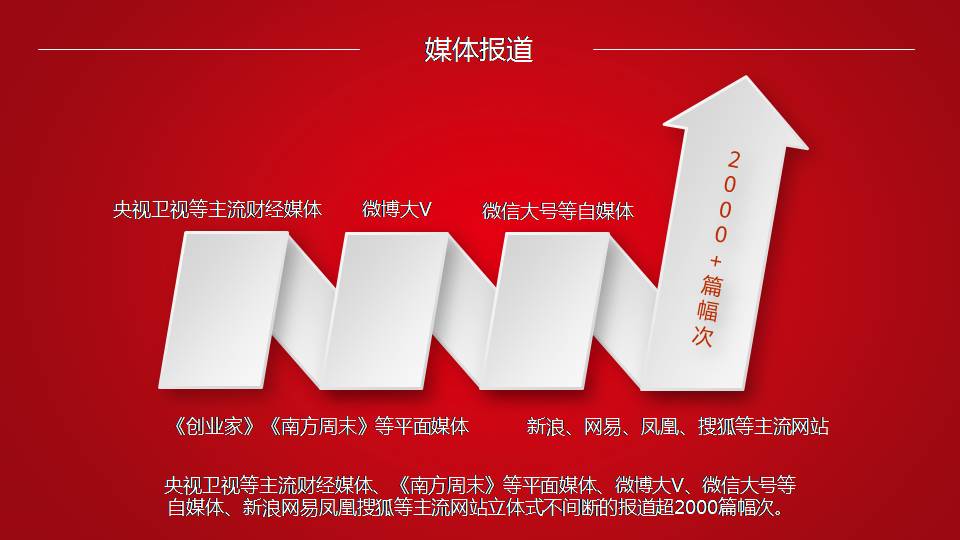 媒体报道
央视卫视等主流财经媒体
微博大V
微信大号等自媒体
2000+篇幅次
《创业家》《南方周末》等平面媒体
新浪、网易、凤凰、搜狐等主流网站
央视卫视等主流财经媒体、《南方周末》等平面媒体、微博大V、微信大号等
自媒体、新浪网易凤凰搜狐等主流网站立体式不间断的报道超2000篇幅次。